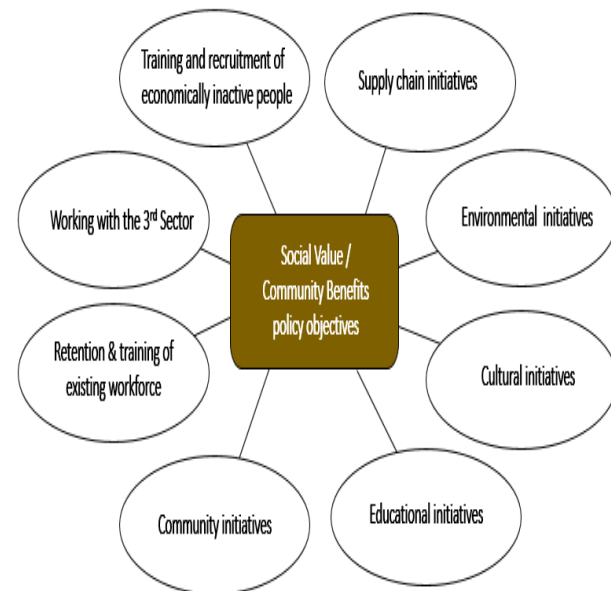 Training and recruitment of
economically inactive people
Supply chain initiatives
Working with the 3rd Sector
Environmental initiatives
Social Value /
Community Benefits
policy objectives
Retention & training of
existing workforce
Cultural initiatives
Community initiatives
Educational initiatives